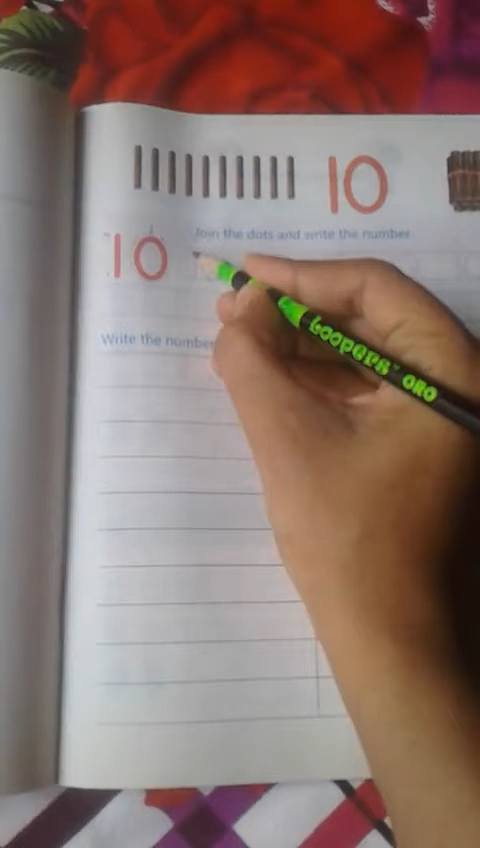 10
Join the dots and write the number
10
Write the number
Loopers ORO